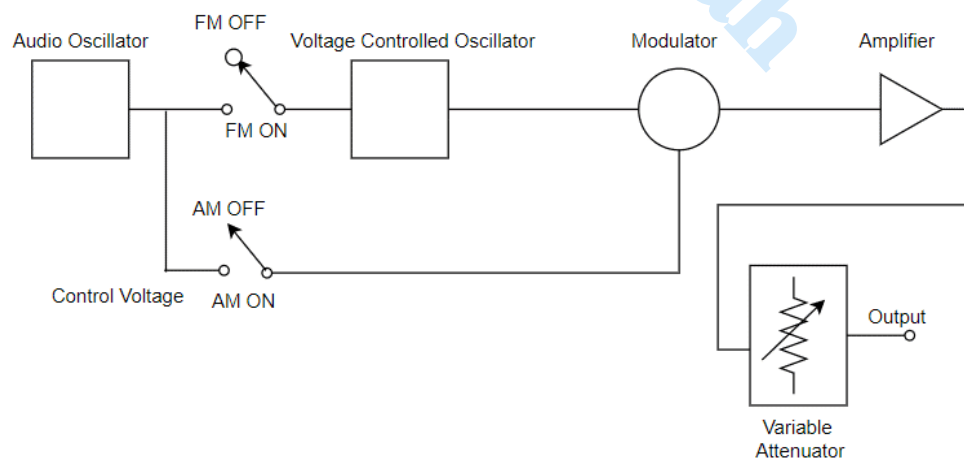 FM OFF
Audio Oscillator
Voltage Controlled Oscillator
Modulator
Amplifier
FM ON
AM OFF
Control Voltage
AM ON
Output
Variable
Attenuator